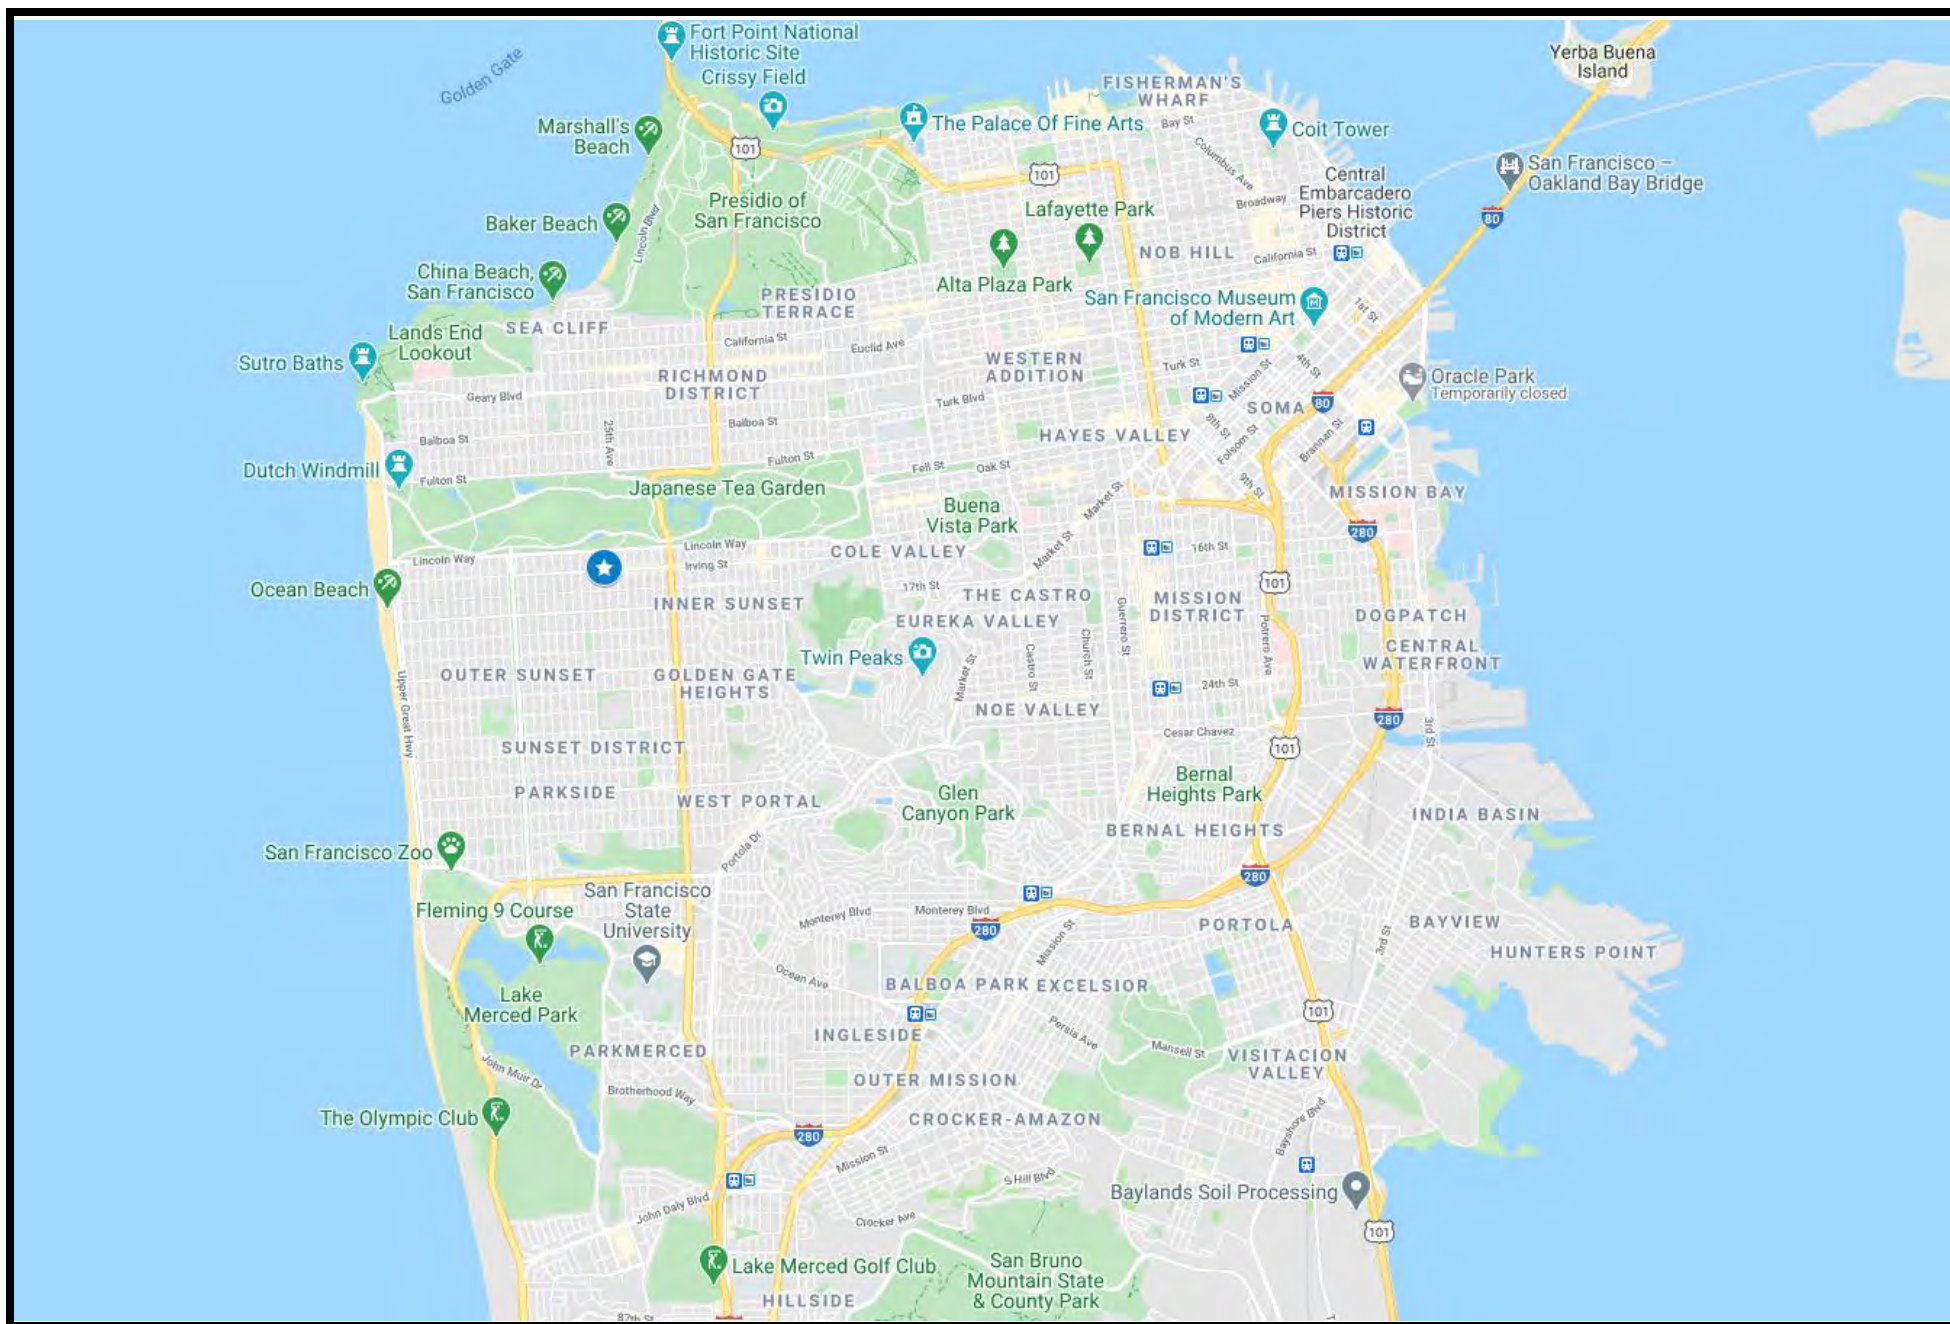 Fort Point National
Historic Site
Yerba Buena
Island
Golden Gate
Crissy Field
FISHERMAN'S
WHARF
Marshall's
Beach
The Palace Of Fine Arts
Bay St
Coit Tower
101
Columbus Ave
101
San Francisco –
Oakland Bay Bridge
Central
Embarcadero
Piers Historic
District
Presidio of
San Francisco
Lafayette Park
Broadway
Baker Beach
Lincoln Blvd
80
NOB HILL
California St
China Beach,
San Francisco
Alta Plaza Park
PRESIDIO
TERRACE
San Francisco Museum
of Modern Art
1st St
SEA CLIFF
Lands End
Lookout
California St
Euclid Ave
Sutro Baths
WESTERN
ADDITION
Turk St
Mission St
4th St
RICHMOND
DISTRICT
Oracle Park
Temporarily closed
Geary Blvd
Turk Blvd
SOMA
80
Balboa St
25th Ave
Balboa St
HAYES VALLEY
8th St
Folsom St
Brannan St
Dutch Windmill
Fulton St
Fulton St
Fell St
Oak St
9th St
Japanese Tea Garden
Market St
MISSION BAY
Buena
Vista Park
280
Lincoln Way
Lincoln Way
Irving St
COLE VALLEY
Market St
16th St
Ocean Beach
17th St
101
INNER SUNSET
THE CASTRO
Guerrero St
MISSION
DISTRICT
EUREKA VALLEY
DOGPATCH
Potrero Ave
CENTRAL
WATERFRONT
Twin Peaks
Market St
Castro St
Church St
OUTER SUNSET
GOLDEN GATE
HEIGHTS
24th St
Upper Great Hwy
NOE VALLEY
280
3rd St
Cesar Chavez
101
SUNSET DISTRICT
PARKSIDE
WEST PORTAL
Glen
Canyon Park
Bernal
Heights Park
INDIA BASIN
BERNAL HEIGHTS
San Francisco Zoo
Portola Dr
280
San Francisco
State
University
Fleming 9 Course
Monterey Blvd
Monterey Blvd
280
Mission St
PORTOLA
BAYVIEW
3rd St
HUNTERS POINT
Ocean Ave
BALBOA PARK
EXCELSIOR
Lake
Merced Park
101
INGLESIDE
Persia Ave
Mansell St
PARKMERCED
VISITACION
VALLEY
John Muir Dr
OUTER MISSION
Brotherhood Way
The Olympic Club
CROCKER-AMAZON
280
Bayshore Blvd
Mission St
S Hill Blvd
Baylands Soil Processing
John Daly Blvd
Crocker Ave
101
Lake Merced Golf Club
San Bruno
Mountain State
& County Park
HILLSIDE
87th St